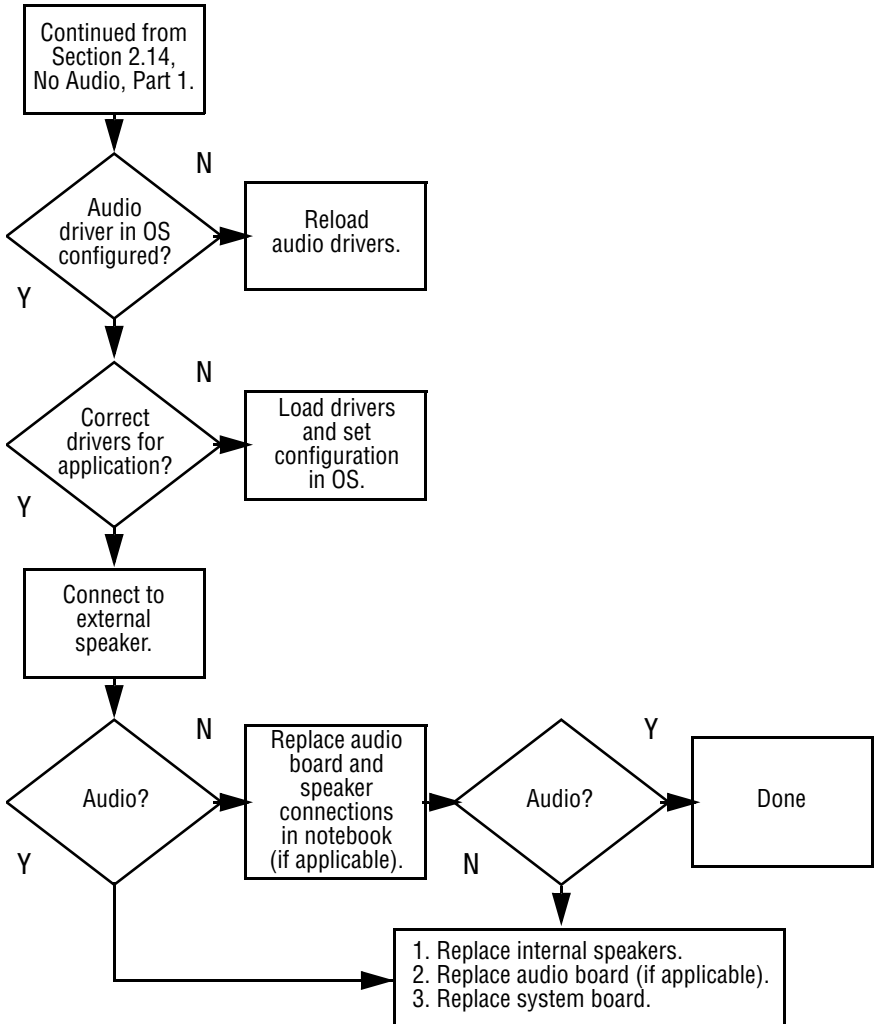 Continued from
Section 2.14,
No Audio, Part 1.
N
Audio
driver in OS
configured?
Reload
audio drivers.
Y
N
Correct
drivers for
application?
Load drivers
and set
configuration
in OS.
Y
Connect to
external
speaker.
N
Audio?
Replace audio
board and
speaker
connections
in notebook
(if applicable).
Y
Audio?
Y
Done
N
1. Replace internal speakers.
2. Replace audio board (if applicable).
3. Replace system board.